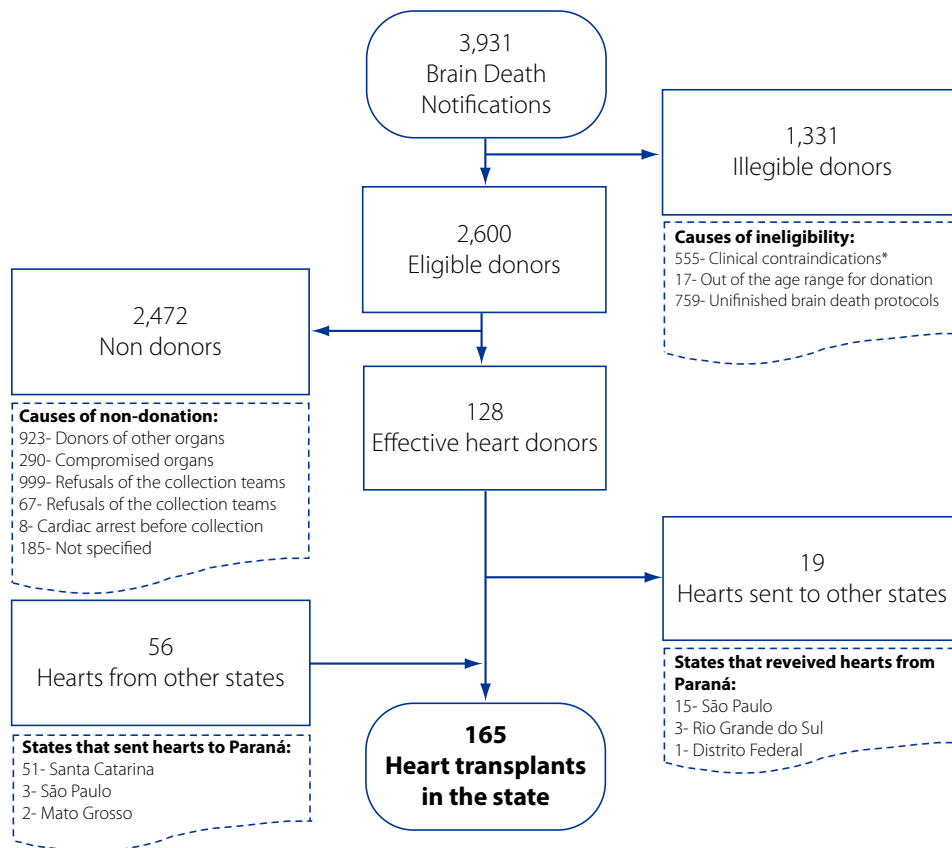 3,931
Brain Death
Notifications
1,331
Illegible donors
Causes of ineligibility:
555- Clinical contraindications*
17- Out of the age range for donation
759- Unifinished brain death protocols
2,600
Eligible donors
2,472
Non donors
Causes of non-donation:
923- Donors of other organs
290- Compromised organs
999- Refusals of the collection teams
67- Refusals of the collection teams
8- Cardiac arrest before collection
185- Not specified
128
Effective heart donors
19
Hearts sent to other states
States that reveived hearts from
Paraná:
15- São Paulo
3- Rio Grande do Sul
1- Distrito Federal
56
Hearts from other states
States that sent hearts to Paraná:
51- Santa Catarina
3- São Paulo
2- Mato Grosso
165
Heart transplants
in the state